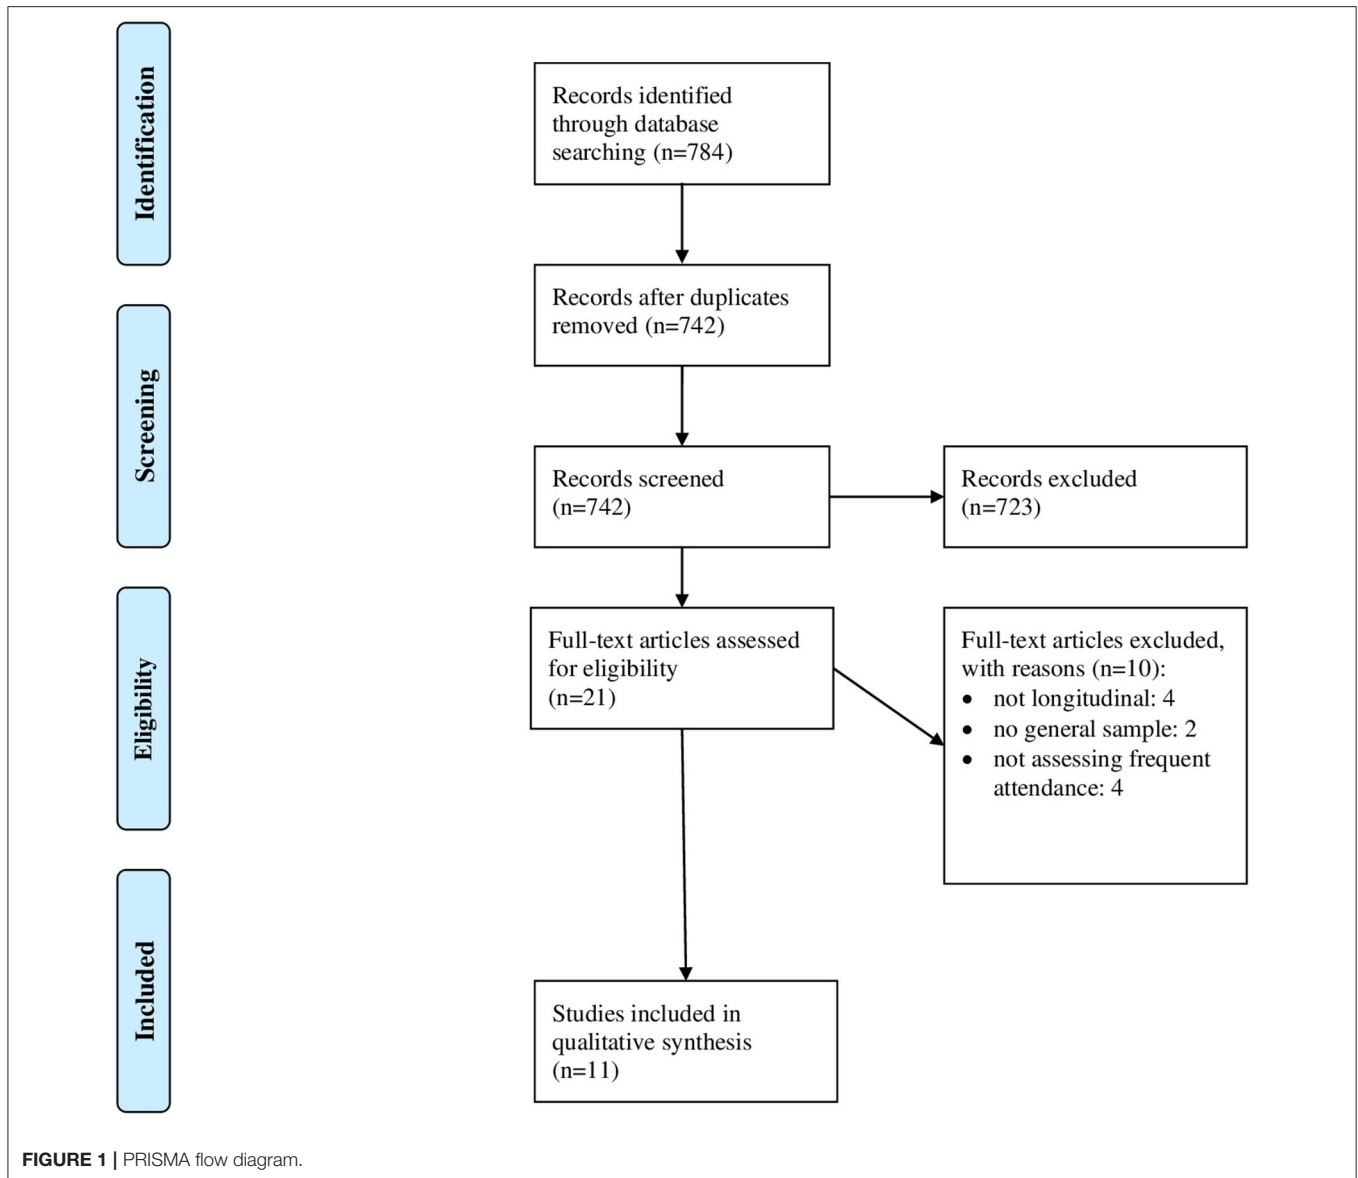 Identification
Records identified
through database
searching (n=784)
Records after duplicates
removed (n=742)
Screening
Records screened
(n=742)
Records excluded
(n=723)
Eligibility
Full-text articles assessed
for eligibility
(n=21)
Full-text articles excluded,
with reasons (n=10):
• not longitudinal: 4
• no general sample: 2
• not assessing frequent
attendance: 4
Included
Studies included in
qualitative synthesis
(n=11)
FIGURE 1 | PRISMA flow diagram.